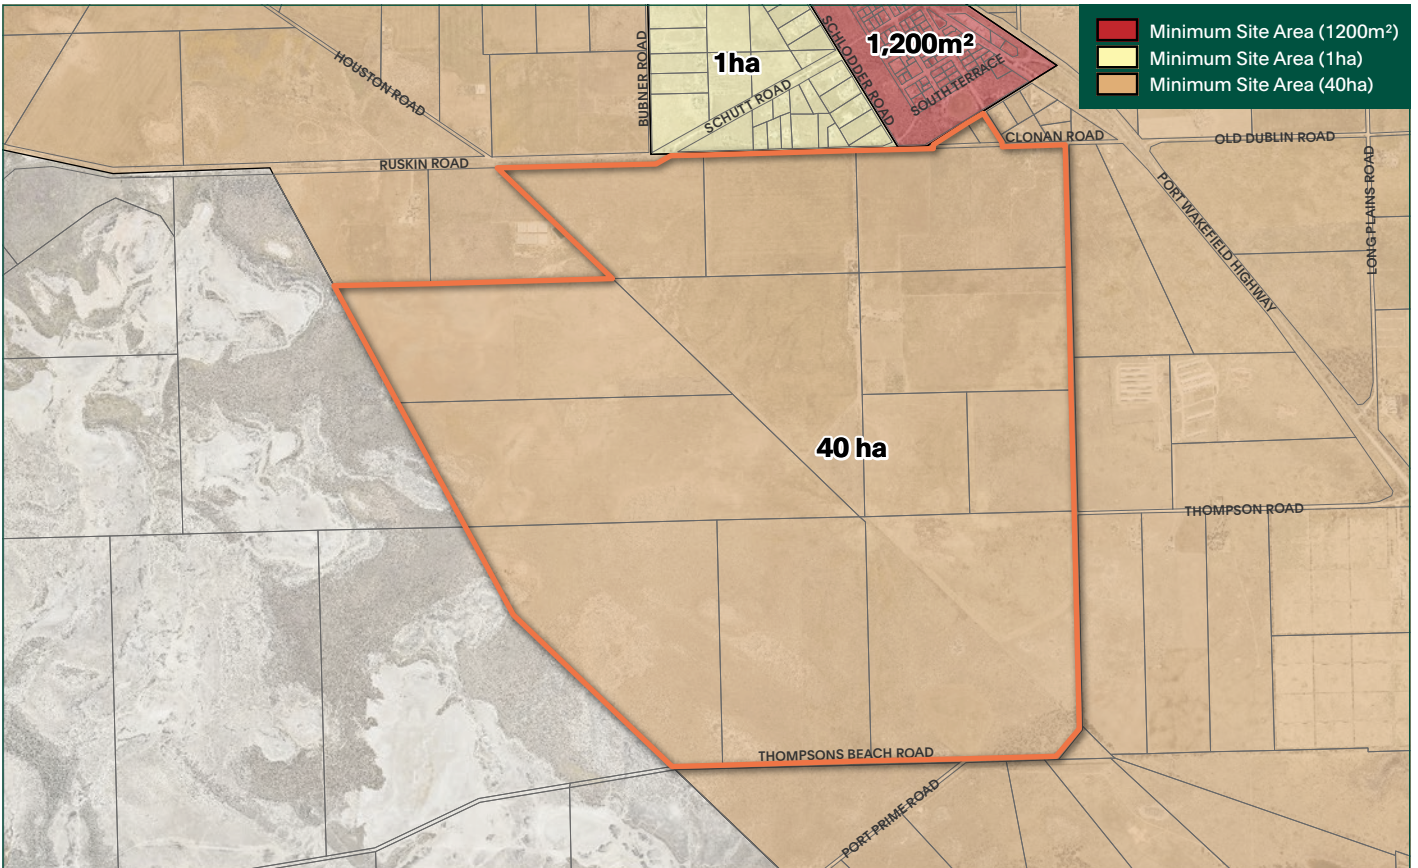 Minimum Site Area (1200m²)
Minimum Site Area (1ha)
Minimum Site Area (40ha)
1,200m²
1ha
SCHLODDER ROAD
BUBNER ROAD
HOUSTON ROAD
SCHUTT ROAD
SOUTH TERRACE
CLONAN ROAD
OLD DUBLIN ROAD
RUSKIN ROAD
LONG PLAINS ROAD
PORT WAKEFIELD HIGHWAY
40 ha
THOMPSON ROAD
THOMPSONS BEACH ROAD
PORT PRIME ROAD